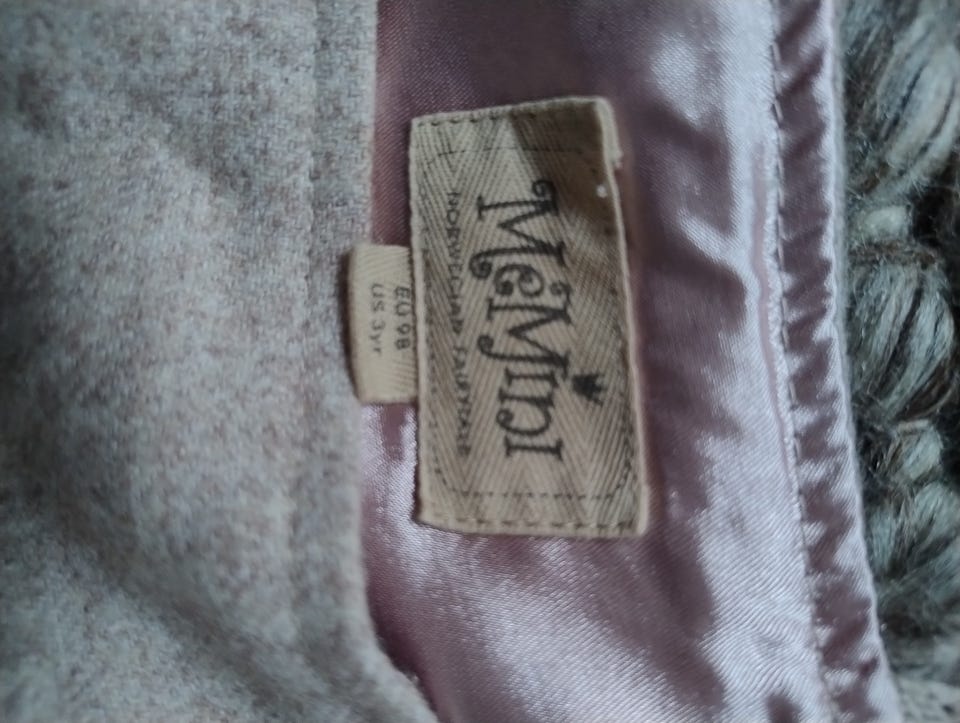 MeMini
NORWEGIAN FAIRYTALE
EU 98
US 3yr